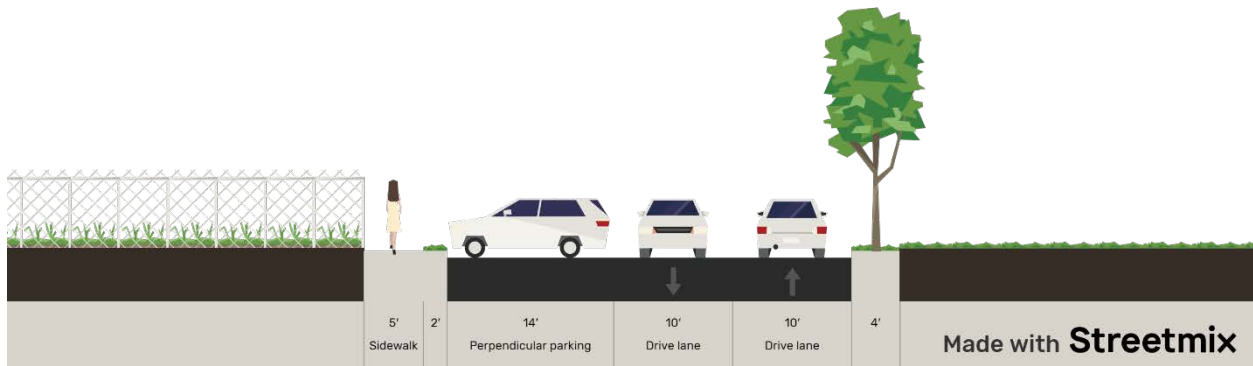 5′
Sidewalk
2′
14′
Perpendicular parking
10′
Drive lane
10′
Drive lane
4′
Made with Streetmix